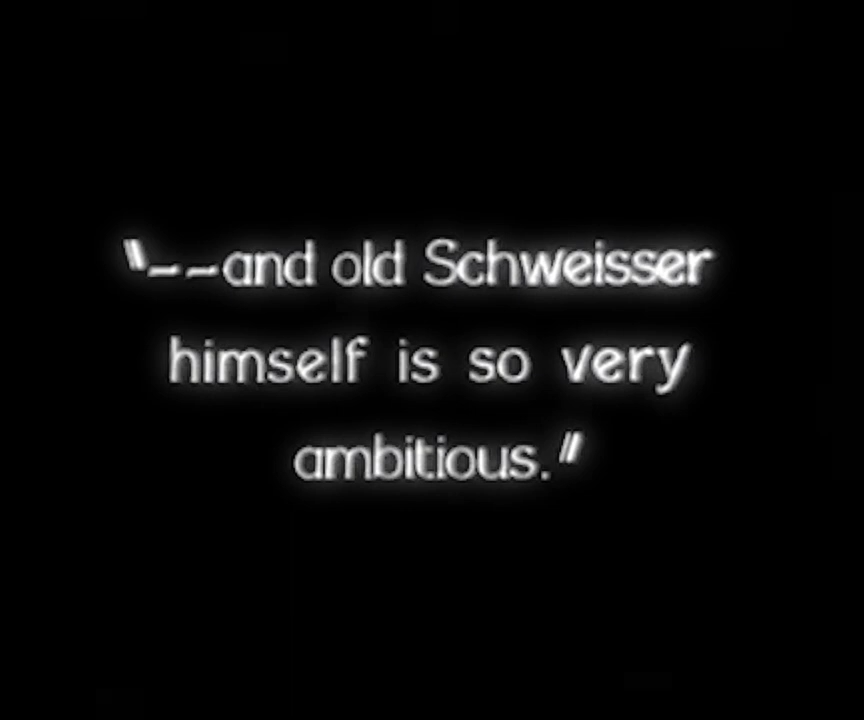 "--and old Schweisser
himself is so very
ambitious."